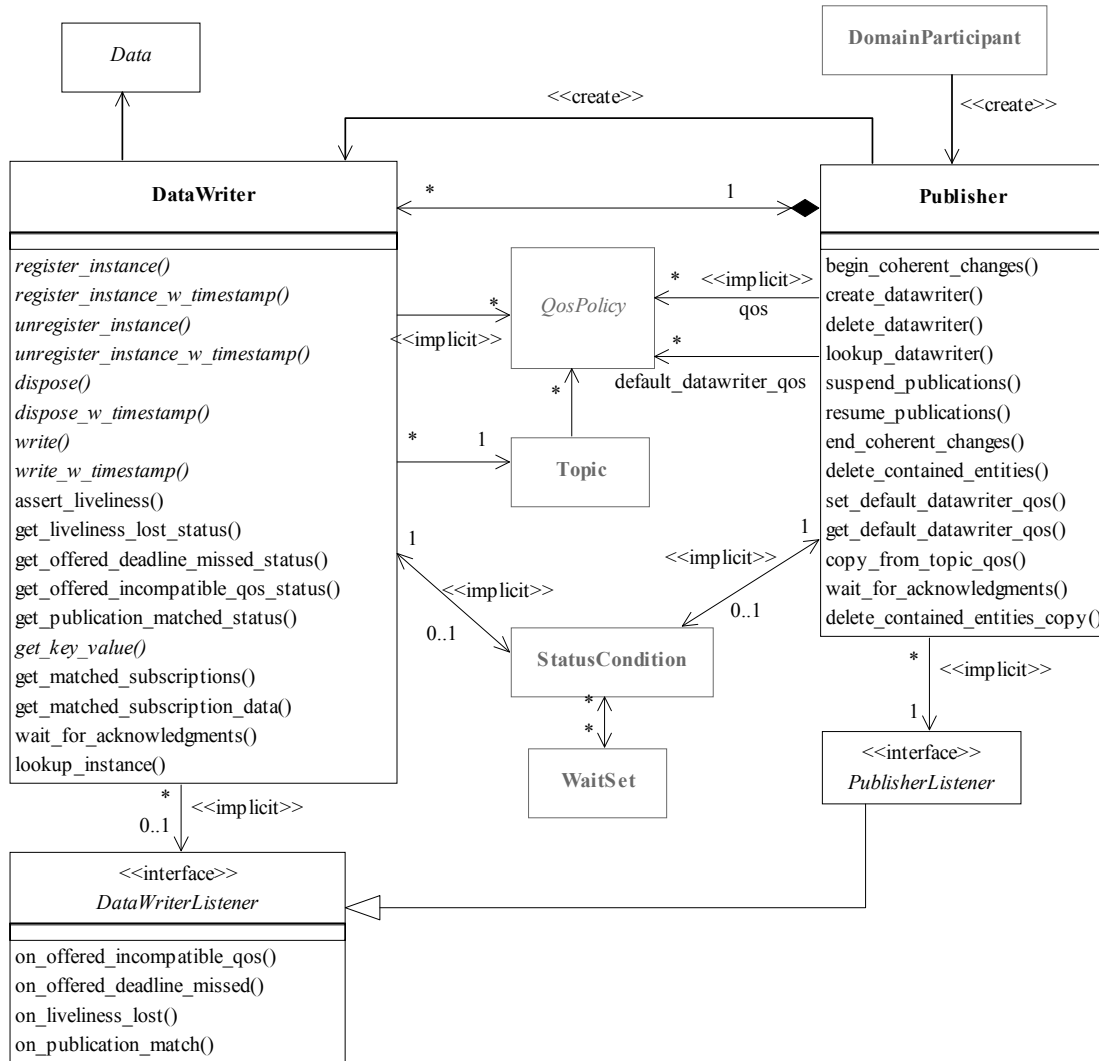 Data
DomainParticipant
<<create>>
<<create>>
DataWriter
*
1
Publisher
register_instance()
register_instance_w_timestamp()
unregister_instance()
unregister_instance_w_timestamp()
dispose()
dispose_w_timestamp()
write()
write_w_timestamp()
assert_liveliness()
get_liveliness_lost_status()
get_offered_deadline_missed_status()
get_offered_incompatible_qos_status()
get_publication_matched_status()
get_key_value()
get_matched_subscriptions()
get_matched_subscription_data()
wait_for_acknowledgments()
lookup_instance()
*
<<implicit>>
QosPolicy
*
<<implicit>>
qos
*
default_datawriter_qos
*
*
1
Topic
1
<<implicit>>
0..1
1
<<implicit>>
0..1
StatusCondition
*
*
WaitSet
begin_coherent_changes()
create_datawriter()
delete_datawriter()
lookup_datawriter()
suspend_publications()
resume_publications()
end_coherent_changes()
delete_contained_entities()
set_default_datawriter_qos()
get_default_datawriter_qos()
copy_from_topic_qos()
wait_for_acknowledgments()
delete_contained_entities_copy()
*
<<implicit>>
1
<<interface>>
PublisherListener
*
<<implicit>>
0..1
<<interface>>
DataWriterListener
on_offered_incompatible_qos()
on_offered_deadline_missed()
on_liveliness_lost()
on_publication_match()